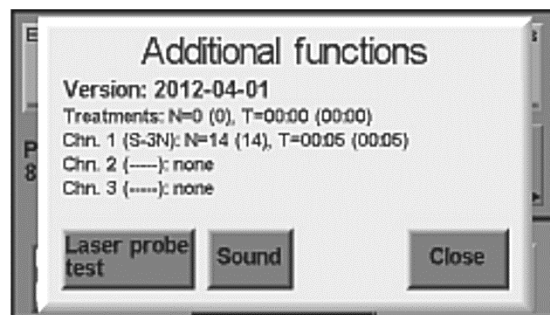 Additional functions
Version: 2012-04-01
Treatments: N=0 (0), T=00:00 (00:00)
Chn. 1 (S-3N): N=14 (14), T=00:05 (00:05)
Chn. 2 (-----): none
Chn. 3 (-----): none
Laser probe
test
Sound
Close